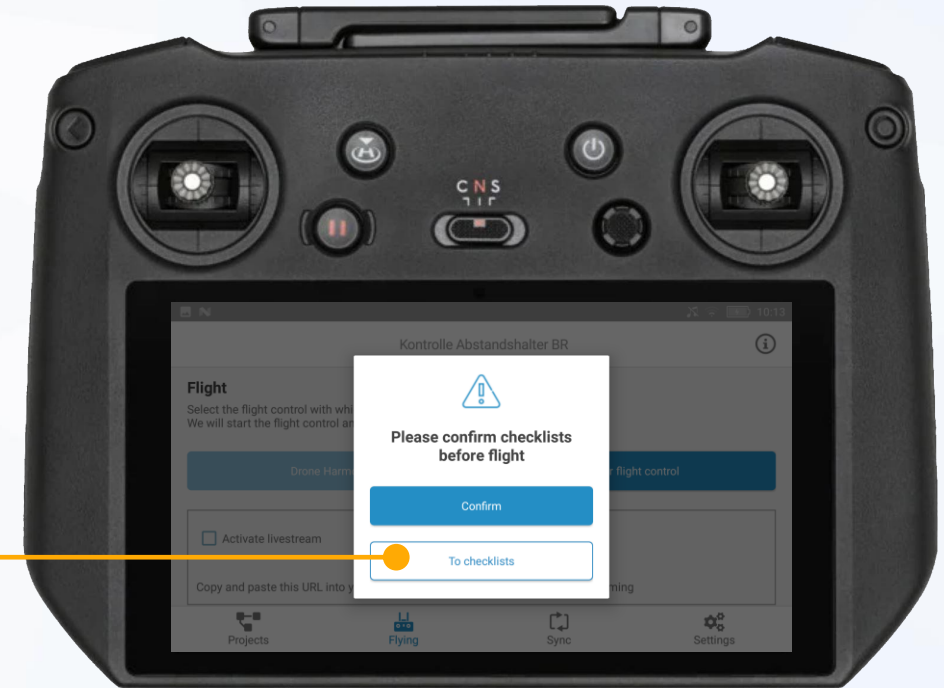 C N S
10:13
Kontrolle Abstandshalter BR
Flight
Select the flight control with whi
We will start the flight control an
Please confirm checklists
before flight
Drone Harm
r flight control
Confirm
Activate livestream
To checklists
Copy and paste this URL into y
ming
Projects
Flying
Sync
Settings